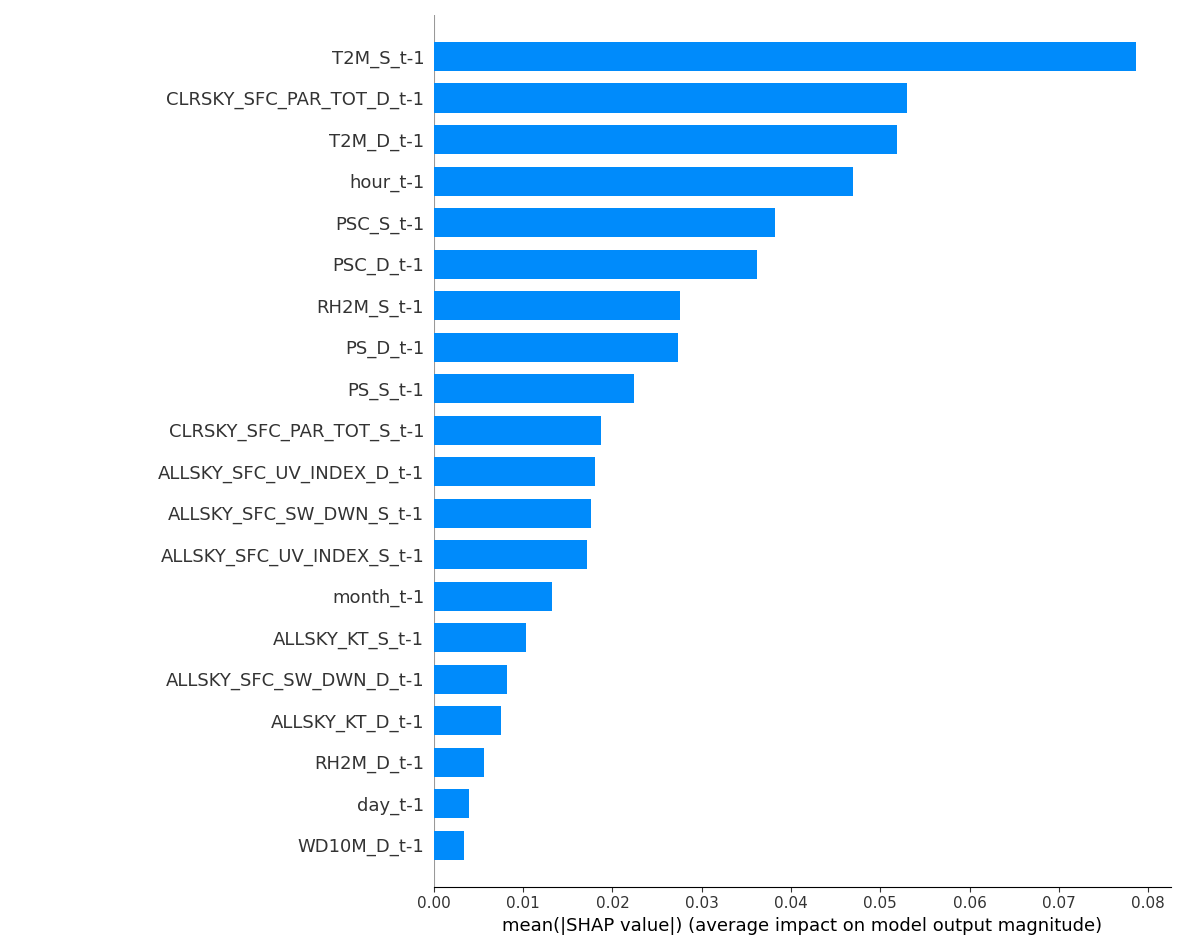 T2M_S_t-1
CLRSKY_SFC_PAR_TOT_D_t-1
T2M_D_t-1
hour_t-1
PSC_S_t-1
PSC_D_t-1
RH2M_S_t-1
PS_D_t-1
PS_S_t-1
CLRSKY_SFC_PAR_TOT_S_t-1
ALLSKY_SFC_UV_INDEX_D_t-1
ALLSKY_SFC_SW_DWN_S_t-1
ALLSKY_SFC_UV_INDEX_S_t-1
month_t-1
ALLSKY_KT_S_t-1
ALLSKY_SFC_SW_DWN_D_t-1
ALLSKY_KT_D_t-1
RH2M_D_t-1
day_t-1
WD10M_D_t-1
0.00 0.01 0.02 0.03 0.04 0.05 0.06 0.07 0.08
mean(|SHAP value|) (average impact on model output magnitude)